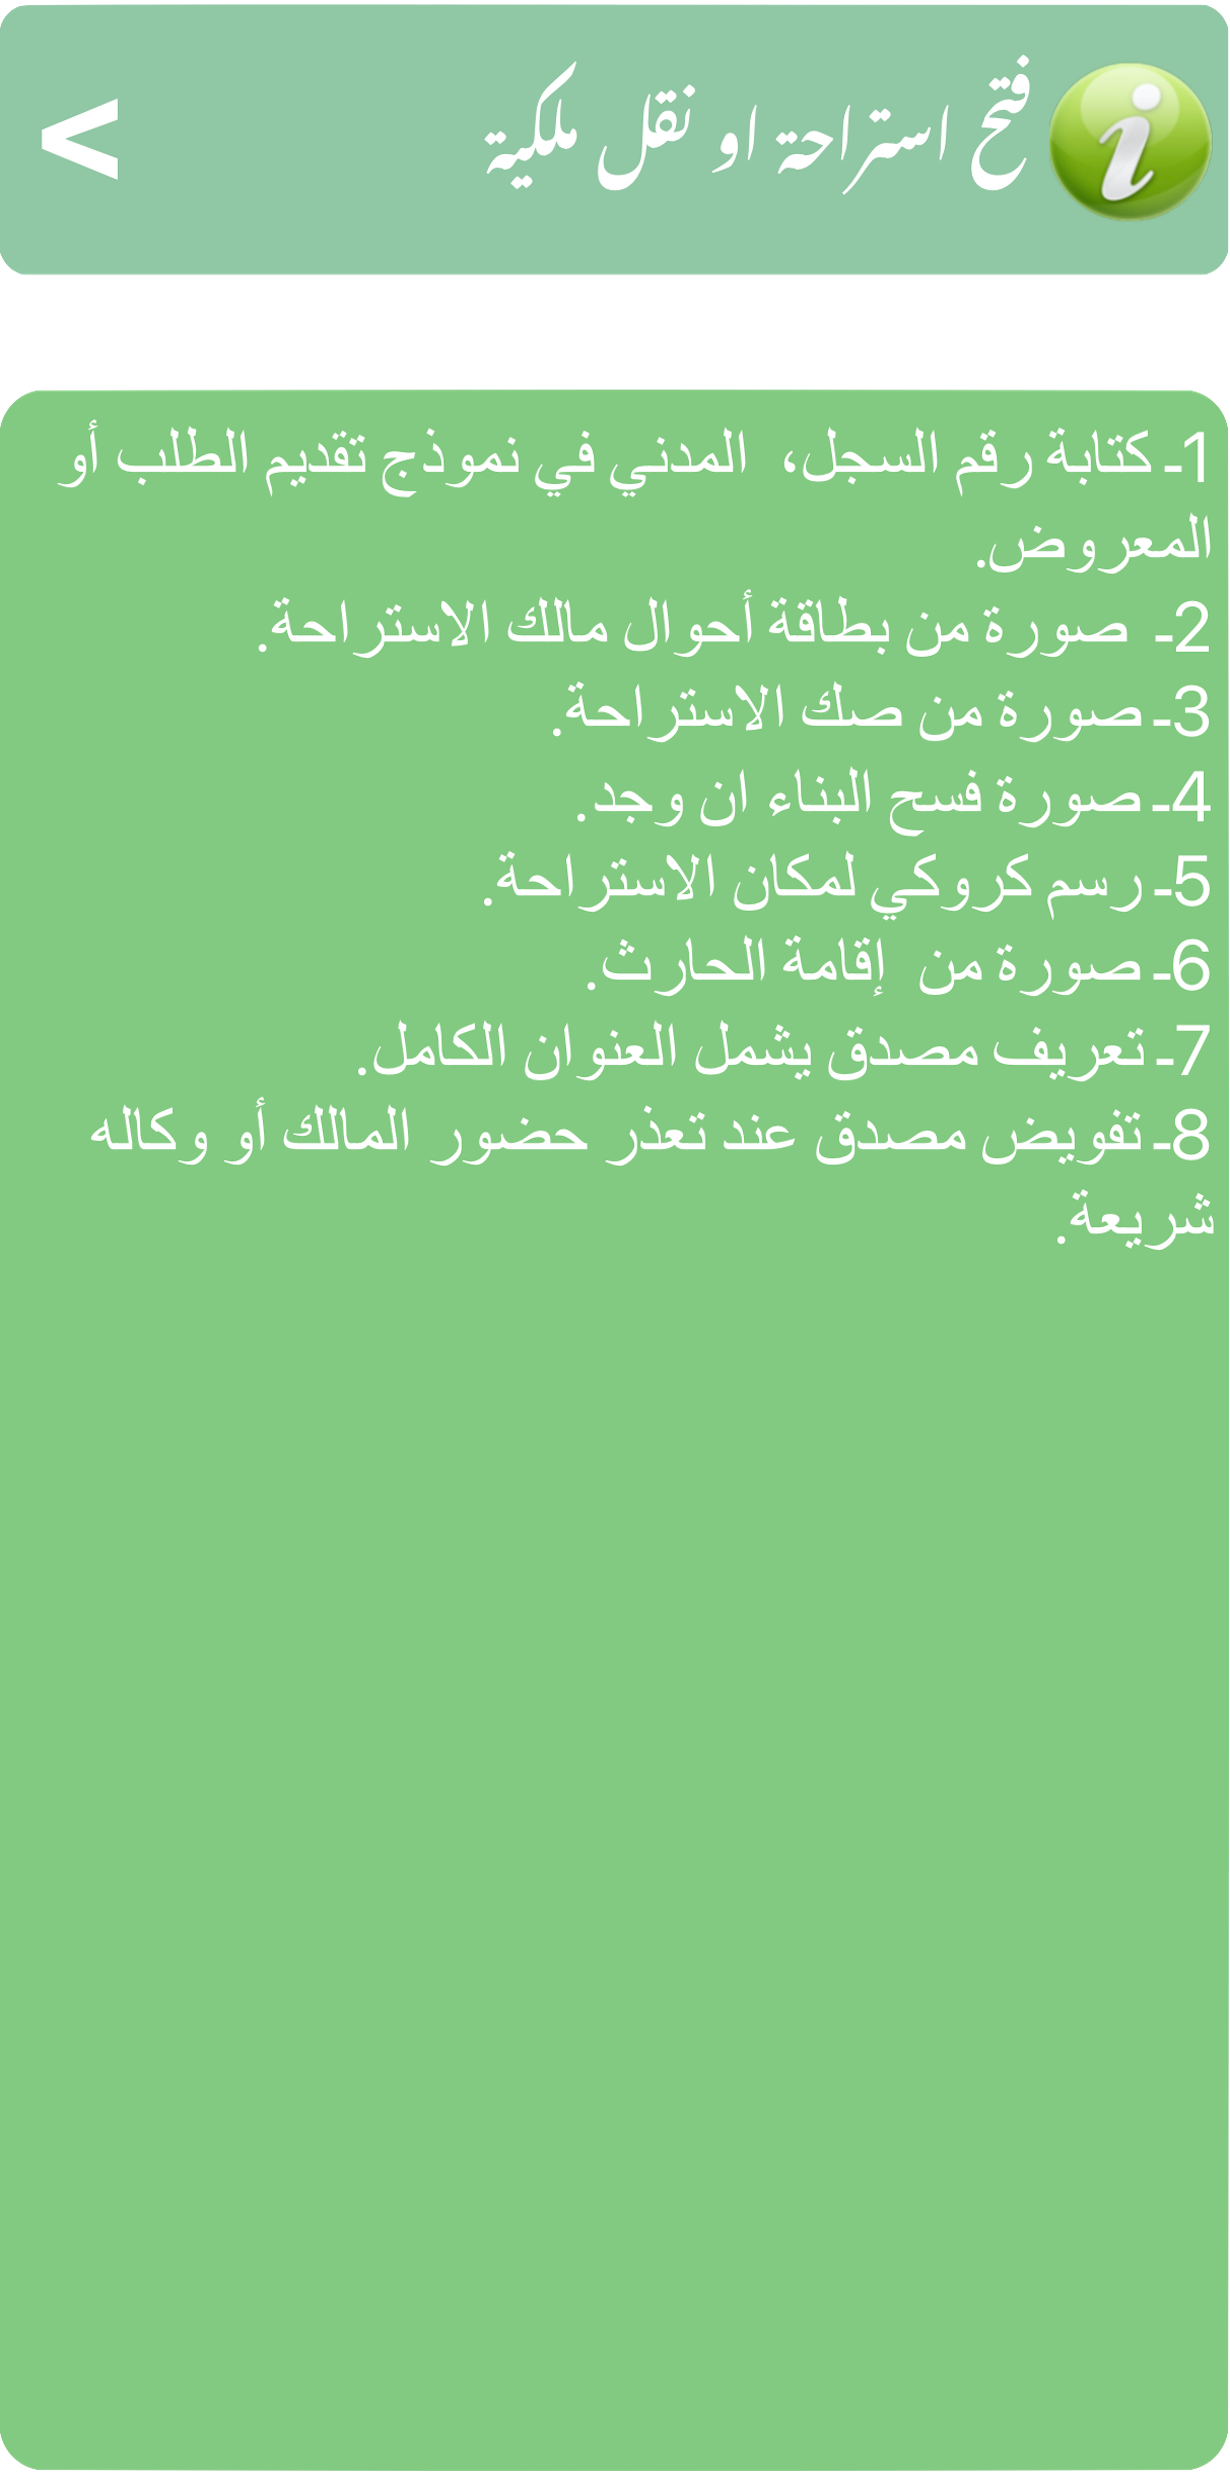 فتح استراحة او نقل ملكية
<
1ـ كتابة رقم السجل، المدني في نموذج تقديم الطلب أو
المعروض.
2ـ صورة من بطاقة أحوال مالك الاستراحة.
3ـ صورة من صك الإستراحة.
4ـ صورة فسح البناء ان وجد.
5ـ رسم كروكي لمكان الاستراحة.
6ـ صورة من إقامة الحارث.
7ـ تعريف مصدق يشمل العنوان الكامل.
8ـ تفويض مصدق عند تعذر حضور المالك أو وكاله
شريعة.